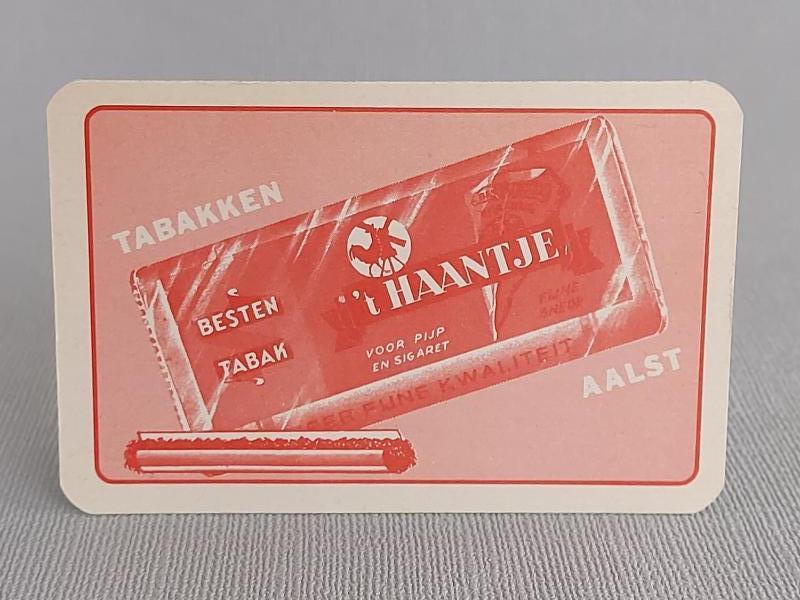 TABAKKEN
't HAANTJE
BESTEN
TABAK
VOOR PIJP
EN SIGARET
FIJNE
SNEDE
ZEER FIJNE KWALITEIT
AALST